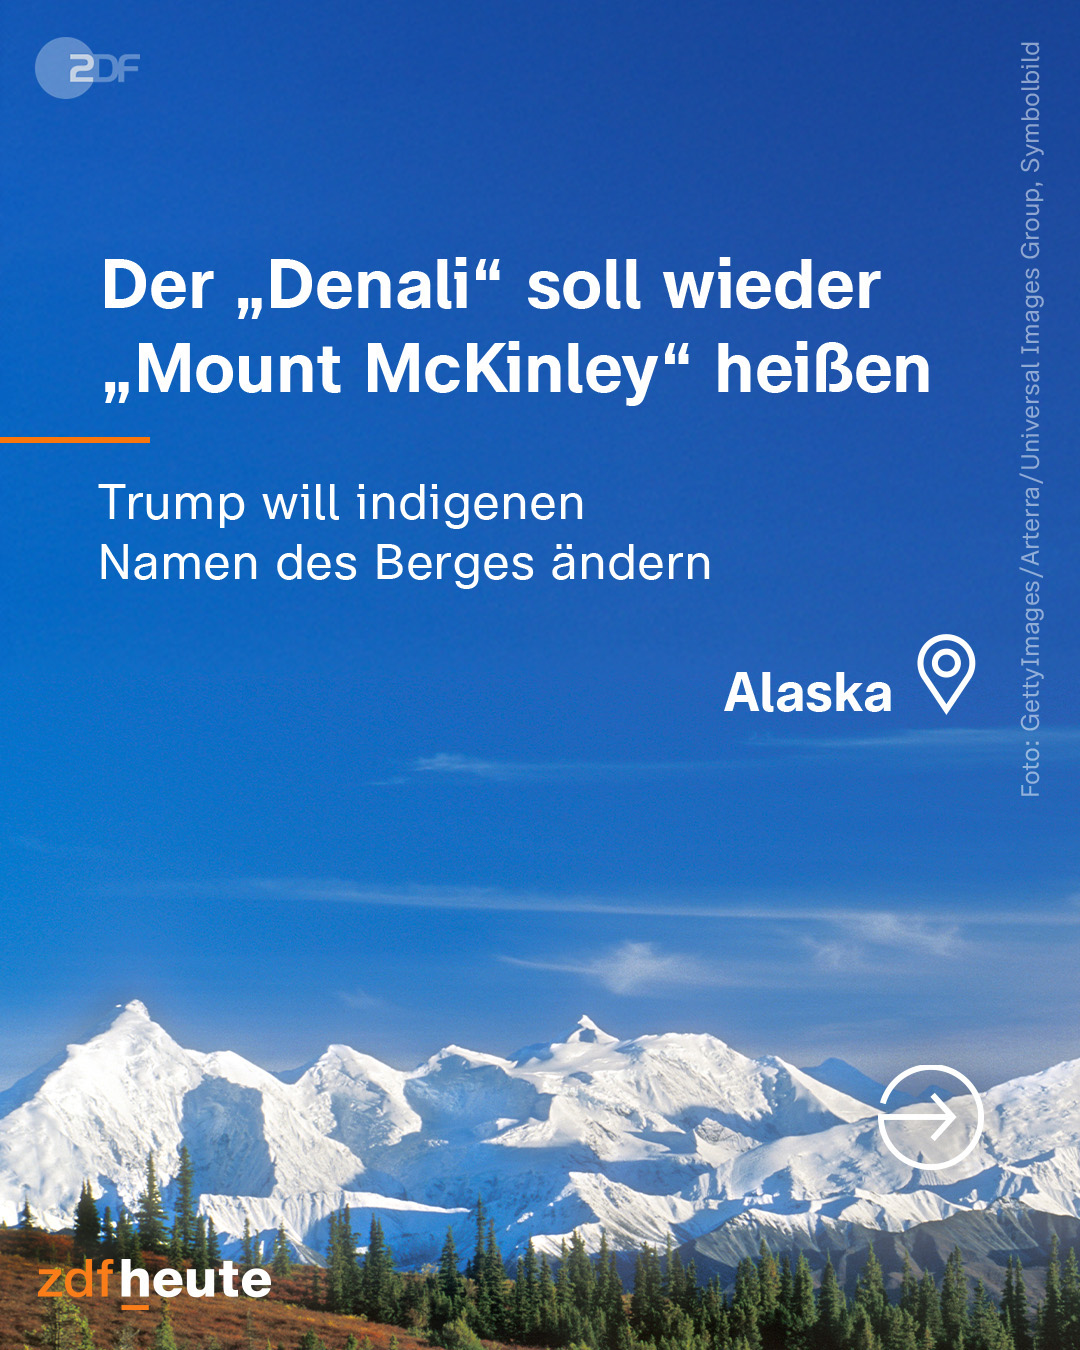 ZDF
Der „Denali“ soll wieder
„Mount McKinley“ heißen
Trump will indigenen
Namen des Berges ändern
Alaska
Foto: GettyImages/Arterra/Universal Images Group, Symbolbild
zdfheute